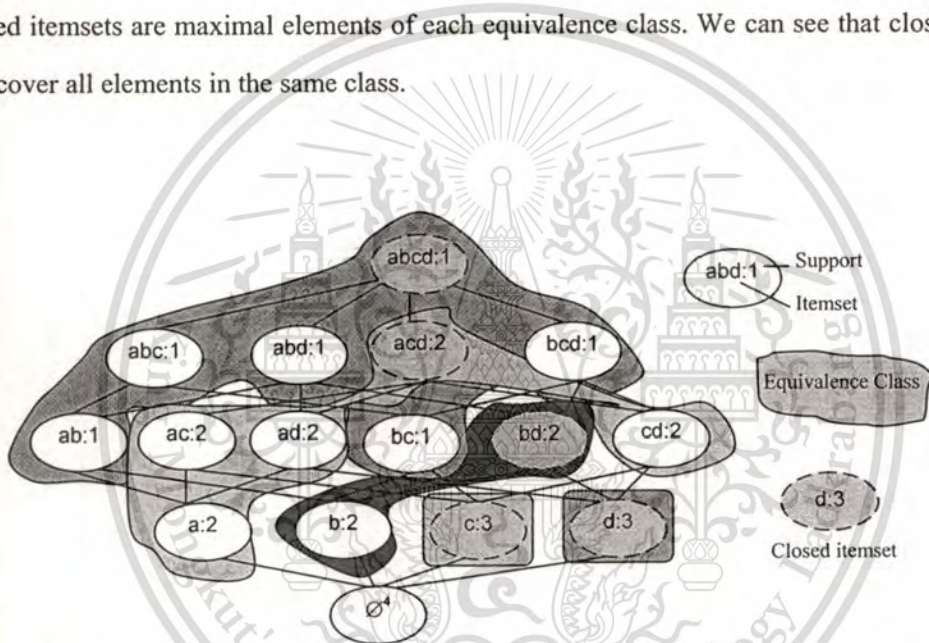 ed itemsets are maximal elements of each equivalence class. We can see that clos
cover all elements in the same class.
abcd:1
abd:1
Support
Itemset
abc:1
abd:1
acd:2
bcd:1
Equivalence Class
ab:1
ac:2
ad:2
bc:1
bd:2
cd:2
a:2
b:2
c:3
d:3
d:3
Closed itemset
∅4